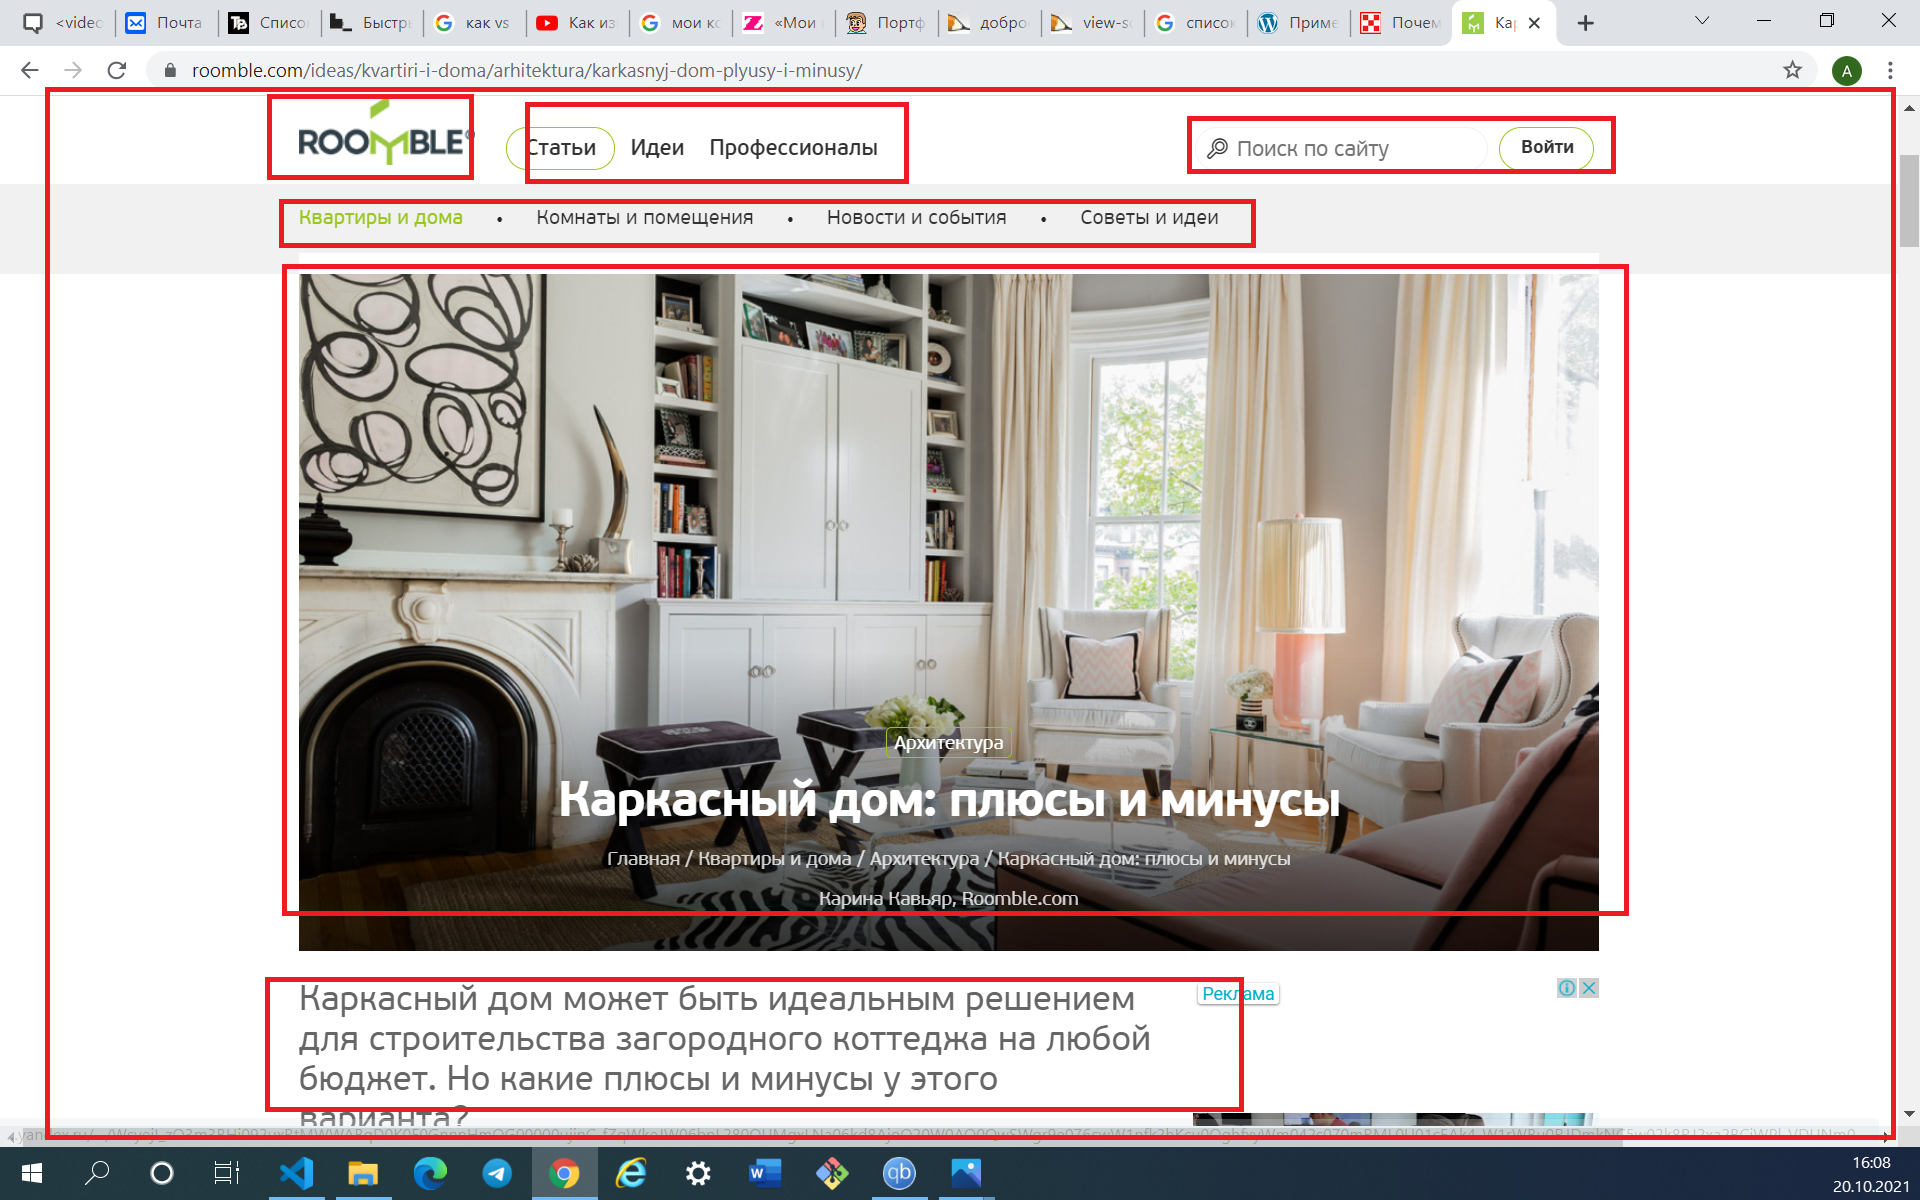 <video
Почта
Списо
Быстры
как vs
Как из
мои ко
«Мои
Портф
добро
view-so
список
Приме
Почем
Кар
roomble.com/ideas/kvartiri-i-doma/arhitektura/karkasnyj-dom-plyusy-i-minusy/
A
ROOMBLE
Статьи Идеи Профессионалы
Поиск по сайту
Войти
Квартиры и дома • Комнаты и помещения • Новости и события • Советы и идеи
Архитектура
Каркасный дом: плюсы и минусы
Главная / Квартиры и дома / Архитектура / Каркасный дом: плюсы и минусы
Карина Кавьяр, Roomble.com
Каркасный дом может быть идеальным решением
для строительства загородного коттеджа на любой
бюджет. Но какие плюсы и минусы у этого
варианта?
Реклама
16:08
20.10.2021